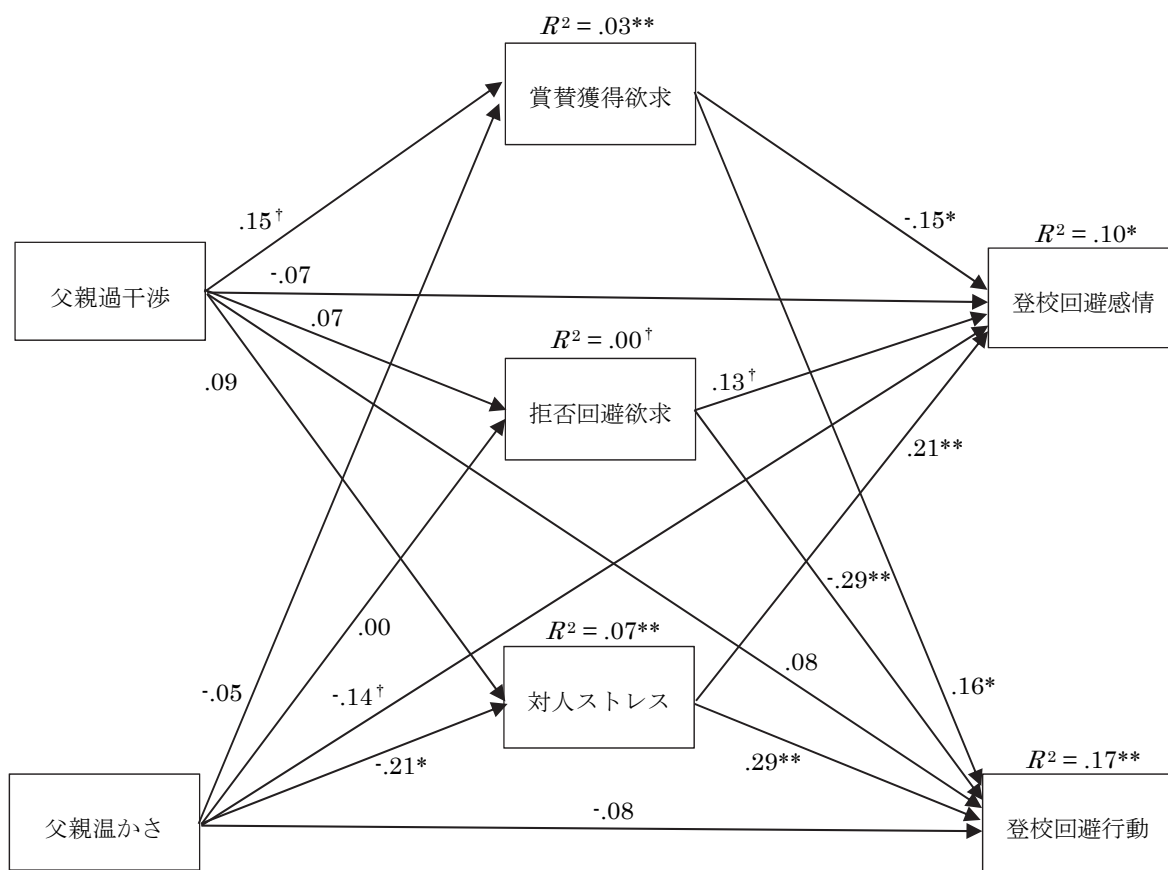 R² = .03**
賞賛獲得欲求
.15†
-.15*
R² = .10*
父親過干渉
-.07
登校回避感情
.07
R² = .00†
.09
.13†
拒否回避欲求
.21**
-.29**
.00
R² = .07**
.08
-.05
-.14†
対人ストレス
.16*
-.21*
.29**
R² = .17**
-.08
父親温かさ
登校回避行動